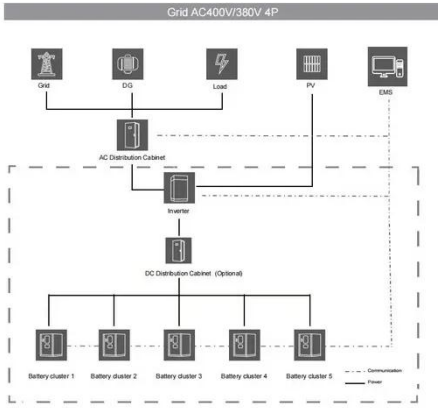 Grid AC400V/380V 4P
Grid
DG
Load
PV
EMS
AC Distribution Cabinet
Inverter
DC Distribution Cabinet (Optional)
Battery cluster 1
Battery cluster 2
Battery cluster 3
Battery cluster 4
Battery cluster 5
Communication
Power